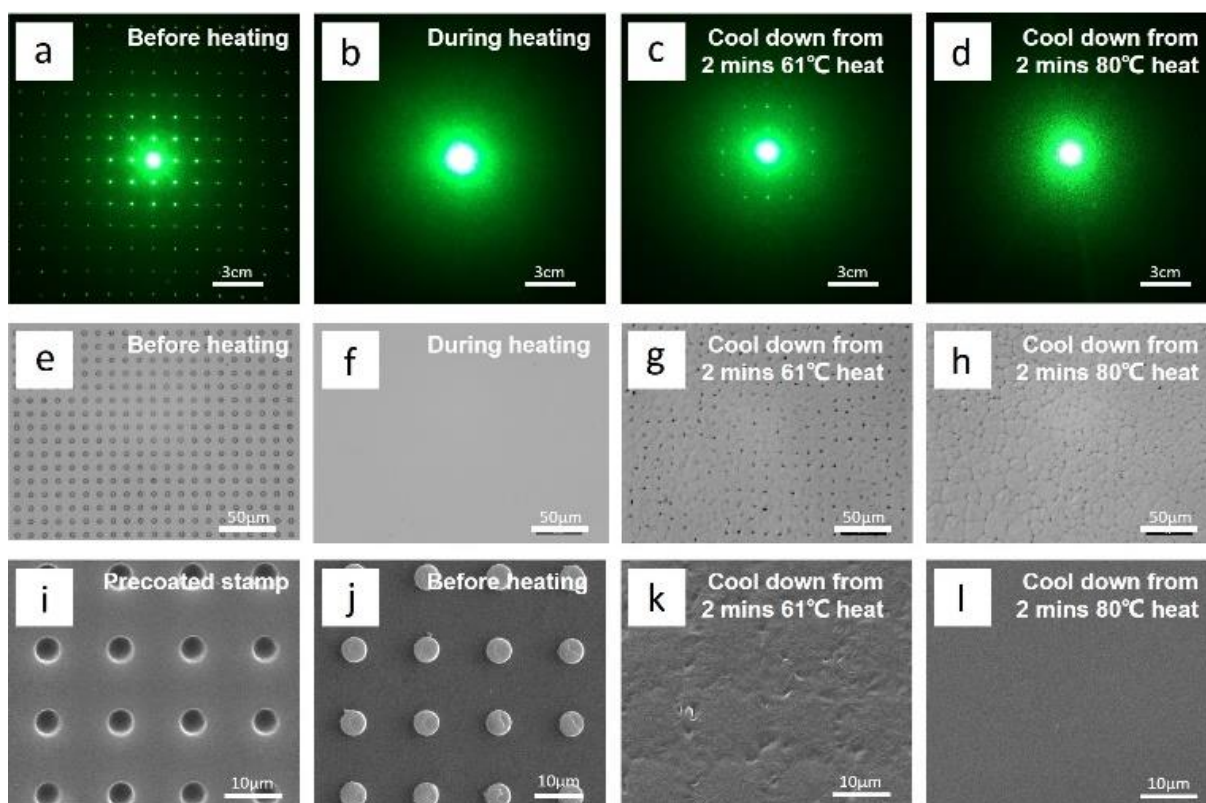 a
Before heating
3cm
b
During heating
3cm
c
Cool down from
2 mins 61℃ heat
3cm
d
Cool down from
2 mins 80℃ heat
3cm
e
Before heating
50μm
f
During heating
50μm
g
Cool down from
2 mins 61℃ heat
50μm
h
Cool down from
2 mins 80℃ heat
50μm
i
Precoated stamp
10μm
j
Before heating
10μm
k
Cool down from
2 mins 61℃ heat
10μm
l
Cool down from
2 mins 80℃ heat
10μm